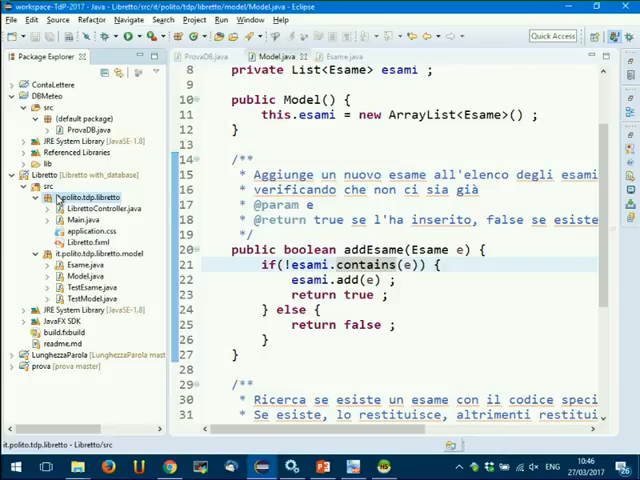 workspace-TdP-2017 - Java - Libretto/src/it/polito/tdp/libretto/model/Model.java - Eclipse
File Edit Source Refactor Navigate Search Project Run Window Help
Quick Access
Package Explorer
ProvaDB.java Model.java Esame.java
ContaLettere
DBMeteo
src
(default package)
ProvaDB.java
JRE System Library [JavaSE-1.8]
Referenced Libraries
lib
Libretto [Libretto with_database]
src
it.polito.tdp.libretto
LibrettoController.java
Main.java
application.css
Libretto.fxml
it.polito.tdp.libretto.model
Esame.java
Model.java
TestEsame.java
TestModel.java
JRE System Library [JavaSE-1.8]
JavaFX SDK
build.fxbuild
readme.md
LunghezzaParola [LunghezzaParola mast
prova [prova master]
8 private List<Esame> esami ;
9
10 public Model() {
11 this.esami = new ArrayList<Esame>() ;
12 }
13
14 /**
15 * Aggiunge un nuovo esame all'elenco degli esami
16 * verificando che non ci sia già
17 * @param e
18 * @return true se l'ha inserito, false se esiste
19 */
20 public boolean addEsame(Esame e) {
21 if(!esami.contains(e)) {
22 esami.add(e) ;
23 return true ;
24 } else {
25 return false ;
26 }
27 }
28
29 /**
30 * Ricerca se esiste un esame con il codice speci
31 * Se esiste, lo restituisce, altrimenti restitui
it.polito.tdp.libretto - Libretto/src
ENG
10:46
27/03/2017
26